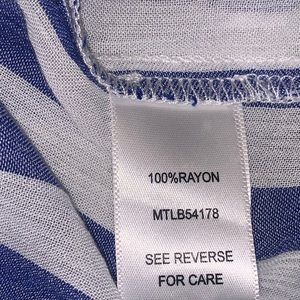 100%RAYON
MTLB54178
SEE REVERSE
FOR CARE